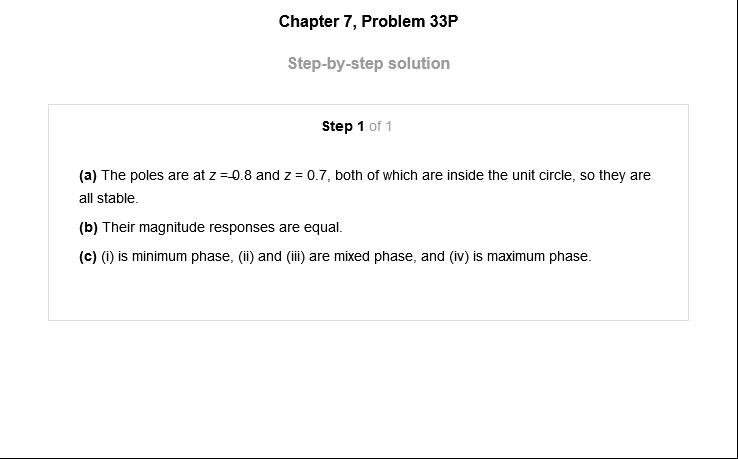 Chapter 7, Problem 33P
Step-by-step solution
Step 1 of 1
(a) The poles are at z =-0.8 and z = 0.7, both of which are inside the unit circle, so they are
all stable.
(b) Their magnitude responses are equal.
(c) (i) is minimum phase, (ii) and (iii) are mixed phase, and (iv) is maximum phase.